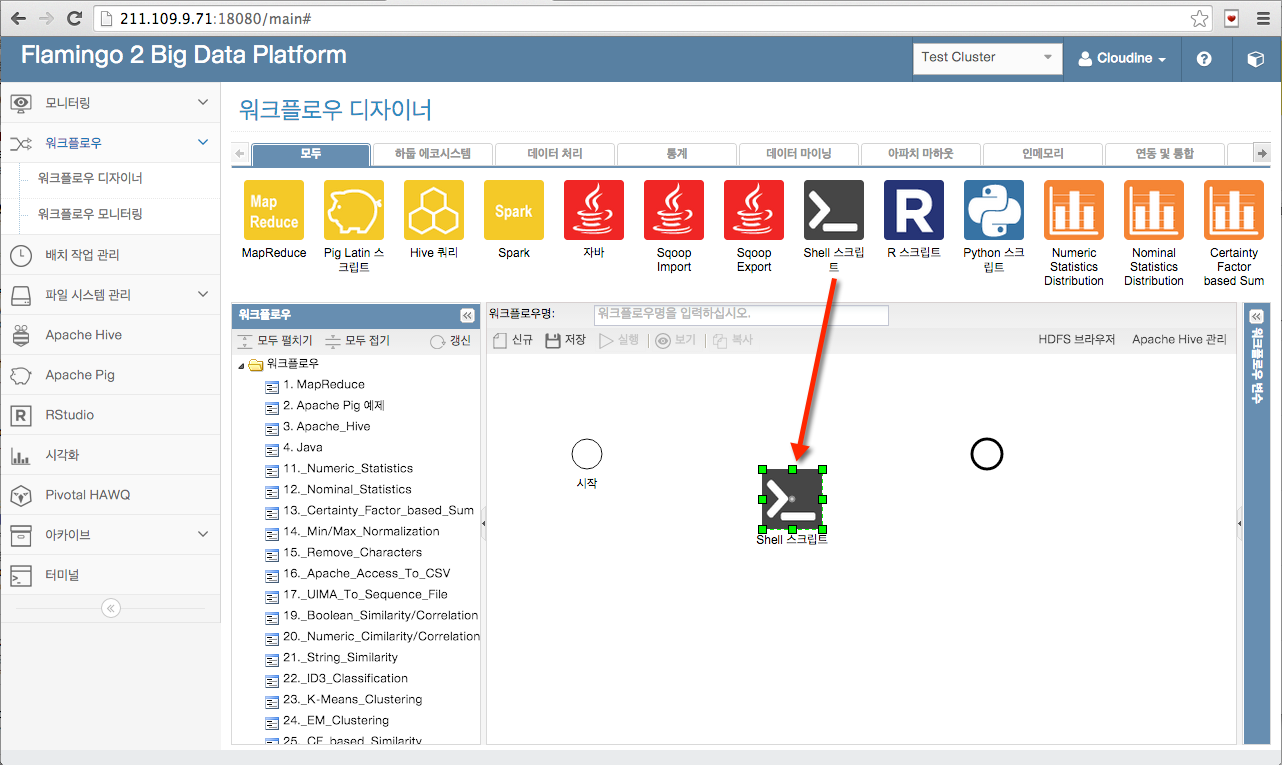 211.109.9.71:18080/main#
Flamingo 2 Big Data Platform
Test Cluster
Cloudine
?
모니터링
워크플로우
워크플로우 디자이너
워크플로우 모니터링
배치 작업 관리
파일 시스템 관리
Apache Hive
Apache Pig
RStudio
시각화
Pivotal HAWQ
아카이브
터미널
워크플로우 디자이너
모두 하둡 에코시스템 데이터 처리 통계 데이터 마이닝 아파치 마하웃 인메모리 연동 및 통합
Map
Reduce
Spark
R
MapReduce
Pig Latin 스
크립트
Hive 쿼리
Spark
자바
Sqoop
Import
Sqoop
Export
Shell 스크립
트
R 스크립트
Python 스크
립트
Numeric
Statistics
Distribution
Nominal
Statistics
Distribution
Certainty
Factor
based Sum
워크플로우
모두 펼치기 모두 접기 갱신
워크플로우
1. MapReduce
2. Apache Pig 예제
3. Apache_Hive
4. Java
11._Numeric_Statistics
12._Nominal_Statistics
13._Certainty_Factor_based_Sum
14._Min/Max_Normalization
15._Remove_Characters
16._Apache_Access_To_CSV
17._UIMA_To_Sequence_File
19._Boolean_Similarity/Correlation
20._Numeric_Cimilarity/Correlation
21._String_Similarity
22._ID3_Classification
23._K-Means_Clustering
24._EM_Clustering
25._CF_based_Similarity
워크플로우명: 워크플로우명을 입력하십시오.
신규 저장 실행 보기 복사 HDFS 브라우저 Apache Hive 관리
시작
Shell 스크립트
워크플로우 변수